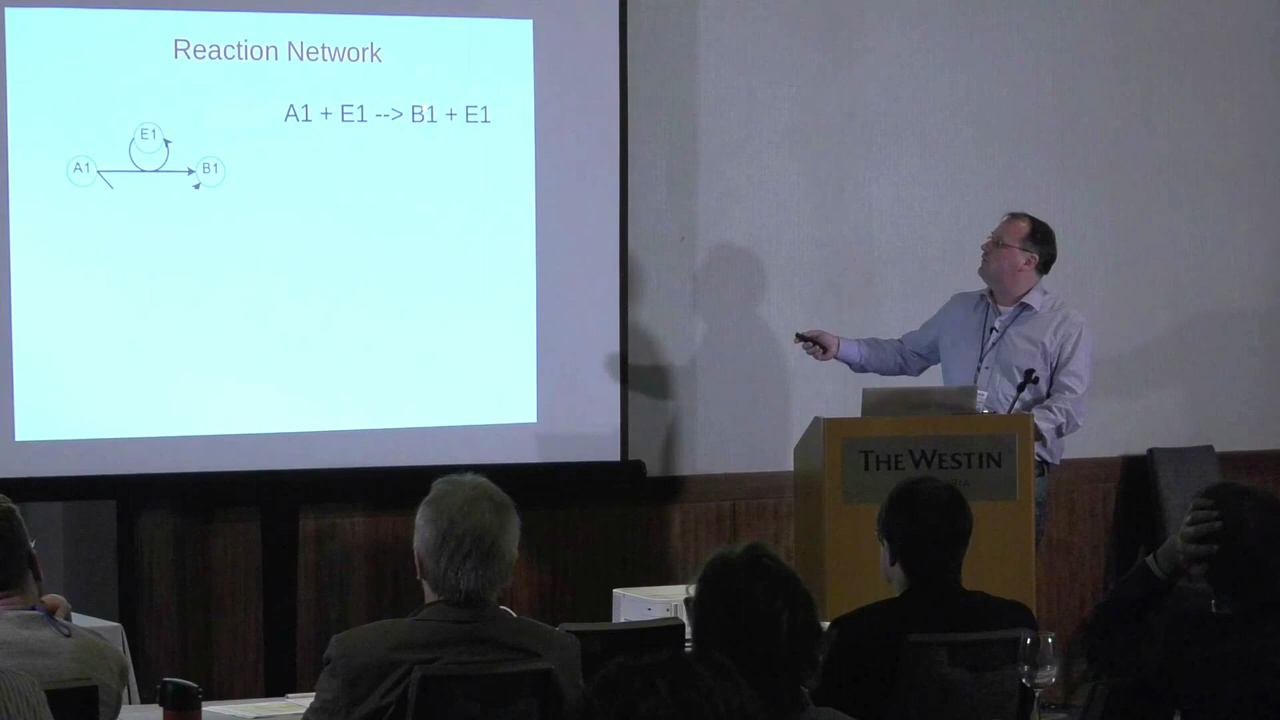 Reaction Network
A1 + E1 --> B1 + E1
E1
A1
B1
THE WESTIN